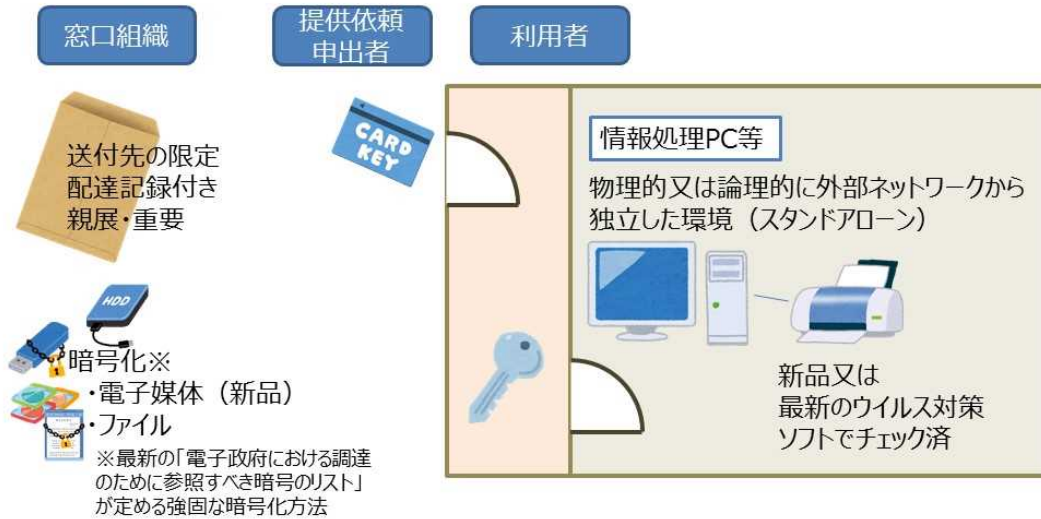 窓口組織
提供依頼
申出者
利用者
送付先の限定
配達記録付き
親展・重要
CARD
KEY
情報処理PC等
物理的又は論理的に外部ネットワークから
独立した環境（スタンドアローン）
HDD
暗号化※
・電子媒体（新品）
・ファイル
※最新の「電子政府における調達
のために参照すべき暗号のリスト」
が定める強固な暗号化方法
新品又は
最新のウイルス対策
ソフトでチェック済